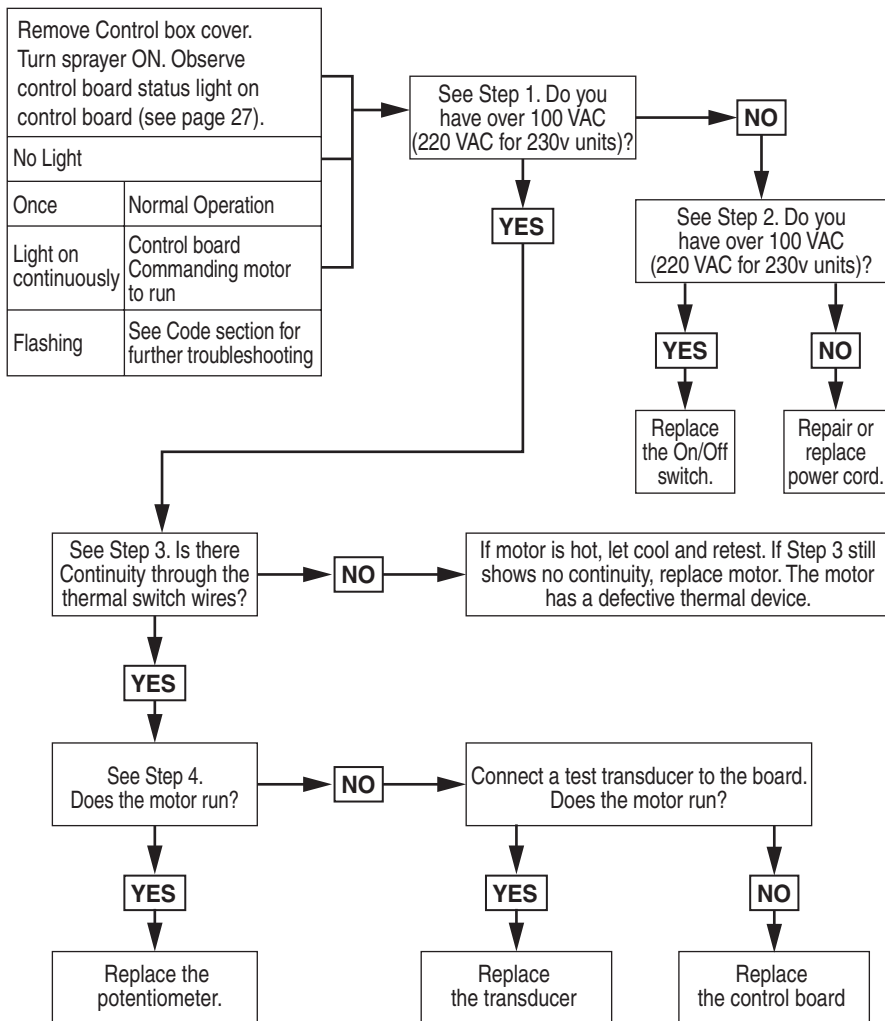 Remove Control box cover.
Turn sprayer ON. Observe
control board status light on
control board (see page 27).
No Light
Once
Normal Operation
Light on
continuously
Control board
Commanding motor
to run
Flashing
See Code section for
further troubleshooting
See Step 1. Do you
have over 100 VAC
(220 VAC for 230v units)?
NO
YES
See Step 2. Do you
have over 100 VAC
(220 VAC for 230v units)?
YES
NO
Replace
the On/Off
switch.
Repair or
replace
power cord.
See Step 3. Is there
Continuity through the
thermal switch wires?
NO
If motor is hot, let cool and retest. If Step 3 still
shows no continuity, replace motor. The motor
has a defective thermal device.
YES
See Step 4.
Does the motor run?
NO
Connect a test transducer to the board.
Does the motor run?
YES
YES
NO
Replace the
potentiometer.
Replace
the transducer
Replace
the control board